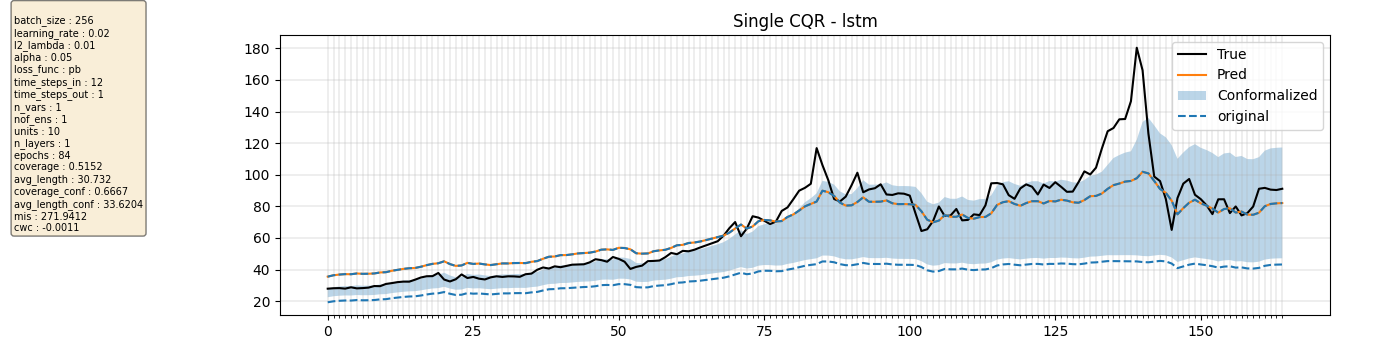 batch_size : 256
learning_rate : 0.02
l2_lambda : 0.01
alpha : 0.05
loss_func : pb
time_steps_in : 12
time_steps_out : 1
n_vars : 1
nof_ens : 1
units : 10
n_layers : 1
epochs : 84
coverage : 0.5152
avg_length : 30.732
coverage_conf : 0.6667
avg_length_conf : 33.6204
mis : 271.9412
cwc : -0.0011
Single CQR - lstm
180
160
140
120
100
80
60
40
20
0 25 50 75 100 125 150
True
Pred
Conformalized
original